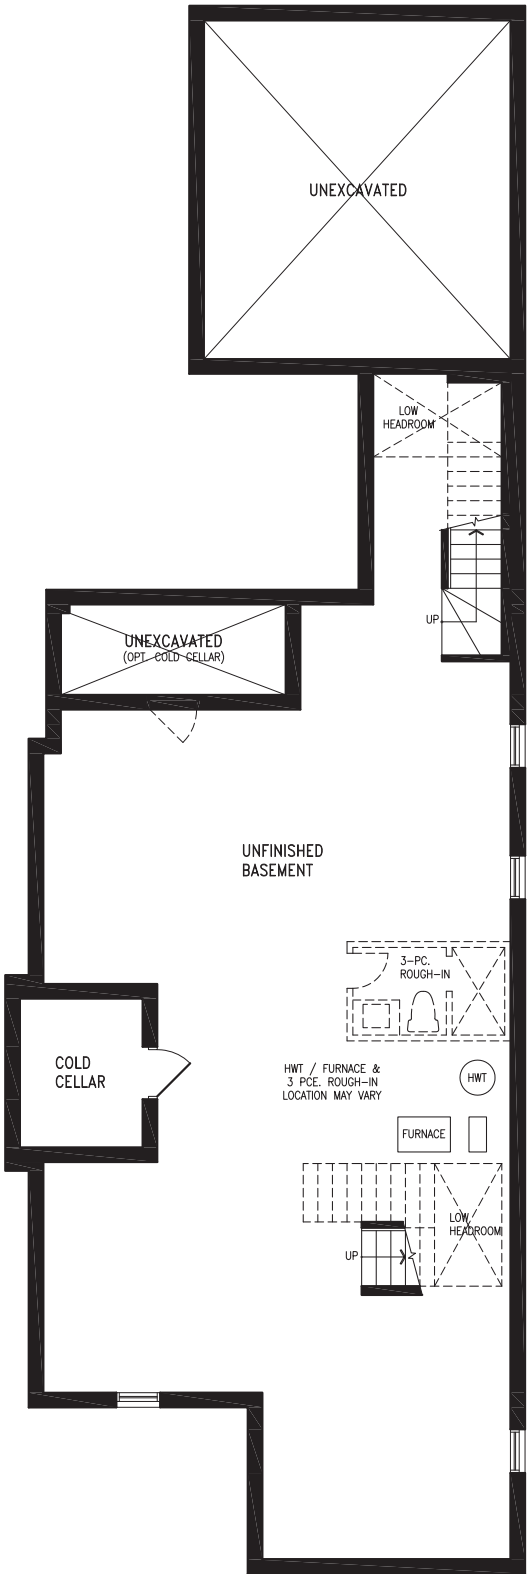 UNEXCAVATED
LOW
HEADROOM
UP
UNEXCAVATED
(OPT. COLD CELLAR)
UNFINISHED
BASEMENT
3-PC.
ROUGH-IN
COLD
CELLAR
HWT / FURNACE &
3 PCE. ROUGH-IN
LOCATION MAY VARY
HWT
FURNACE
LOW
HEADROOM
UP